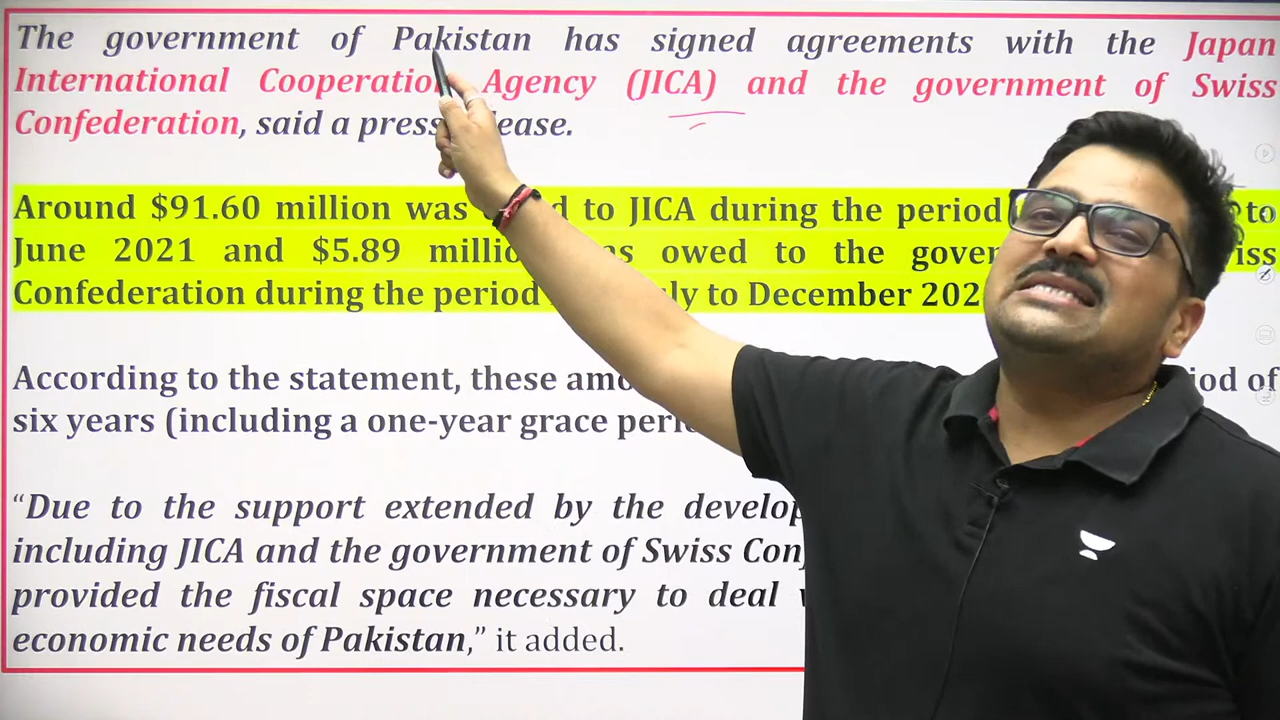 The government of Pakistan has signed agreements with the Japan
International Cooperation Agency (JICA) and the government of Swiss
Confederation, said a press
Around $91.60 million was to JICA during the period to
June 2021 and $5.89 owed to the
Confederation during the period to December
According to the statement, these of
six years (including a one-year grace
“Due to the support extended by the
including JICA and the government of Swiss
provided the fiscal space necessary to deal
economic needs of Pakistan,” it added.